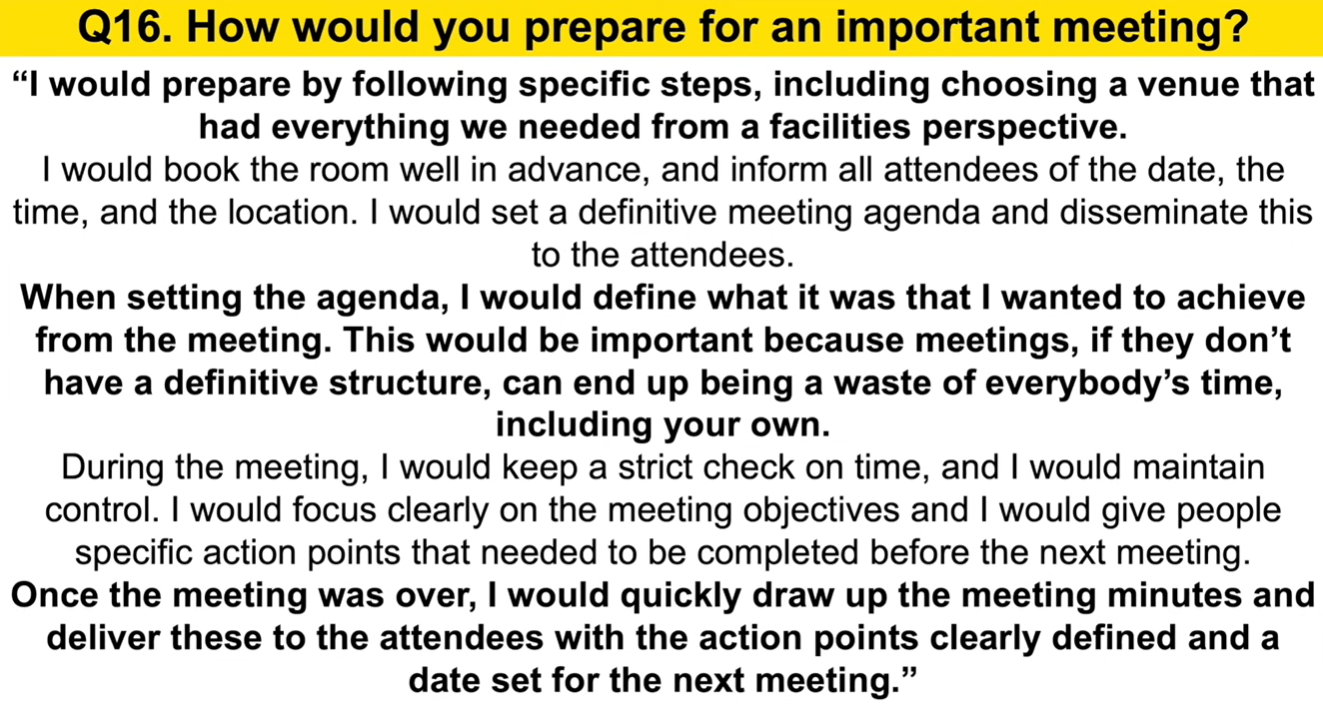 Q16. How would you prepare for an important meeting?
“I would prepare by following specific steps, including choosing a venue that
had everything we needed from a facilities perspective.
I would book the room well in advance, and inform all attendees of the date, the
time, and the location. I would set a definitive meeting agenda and disseminate this
to the attendees.
When setting the agenda, I would define what it was that I wanted to achieve
from the meeting. This would be important because meetings, if they don’t
have a definitive structure, can end up being a waste of everybody’s time,
including your own.
During the meeting, I would keep a strict check on time, and I would maintain
control. I would focus clearly on the meeting objectives and I would give people
specific action points that needed to be completed before the next meeting.
Once the meeting was over, I would quickly draw up the meeting minutes and
deliver these to the attendees with the action points clearly defined and a
date set for the next meeting.”